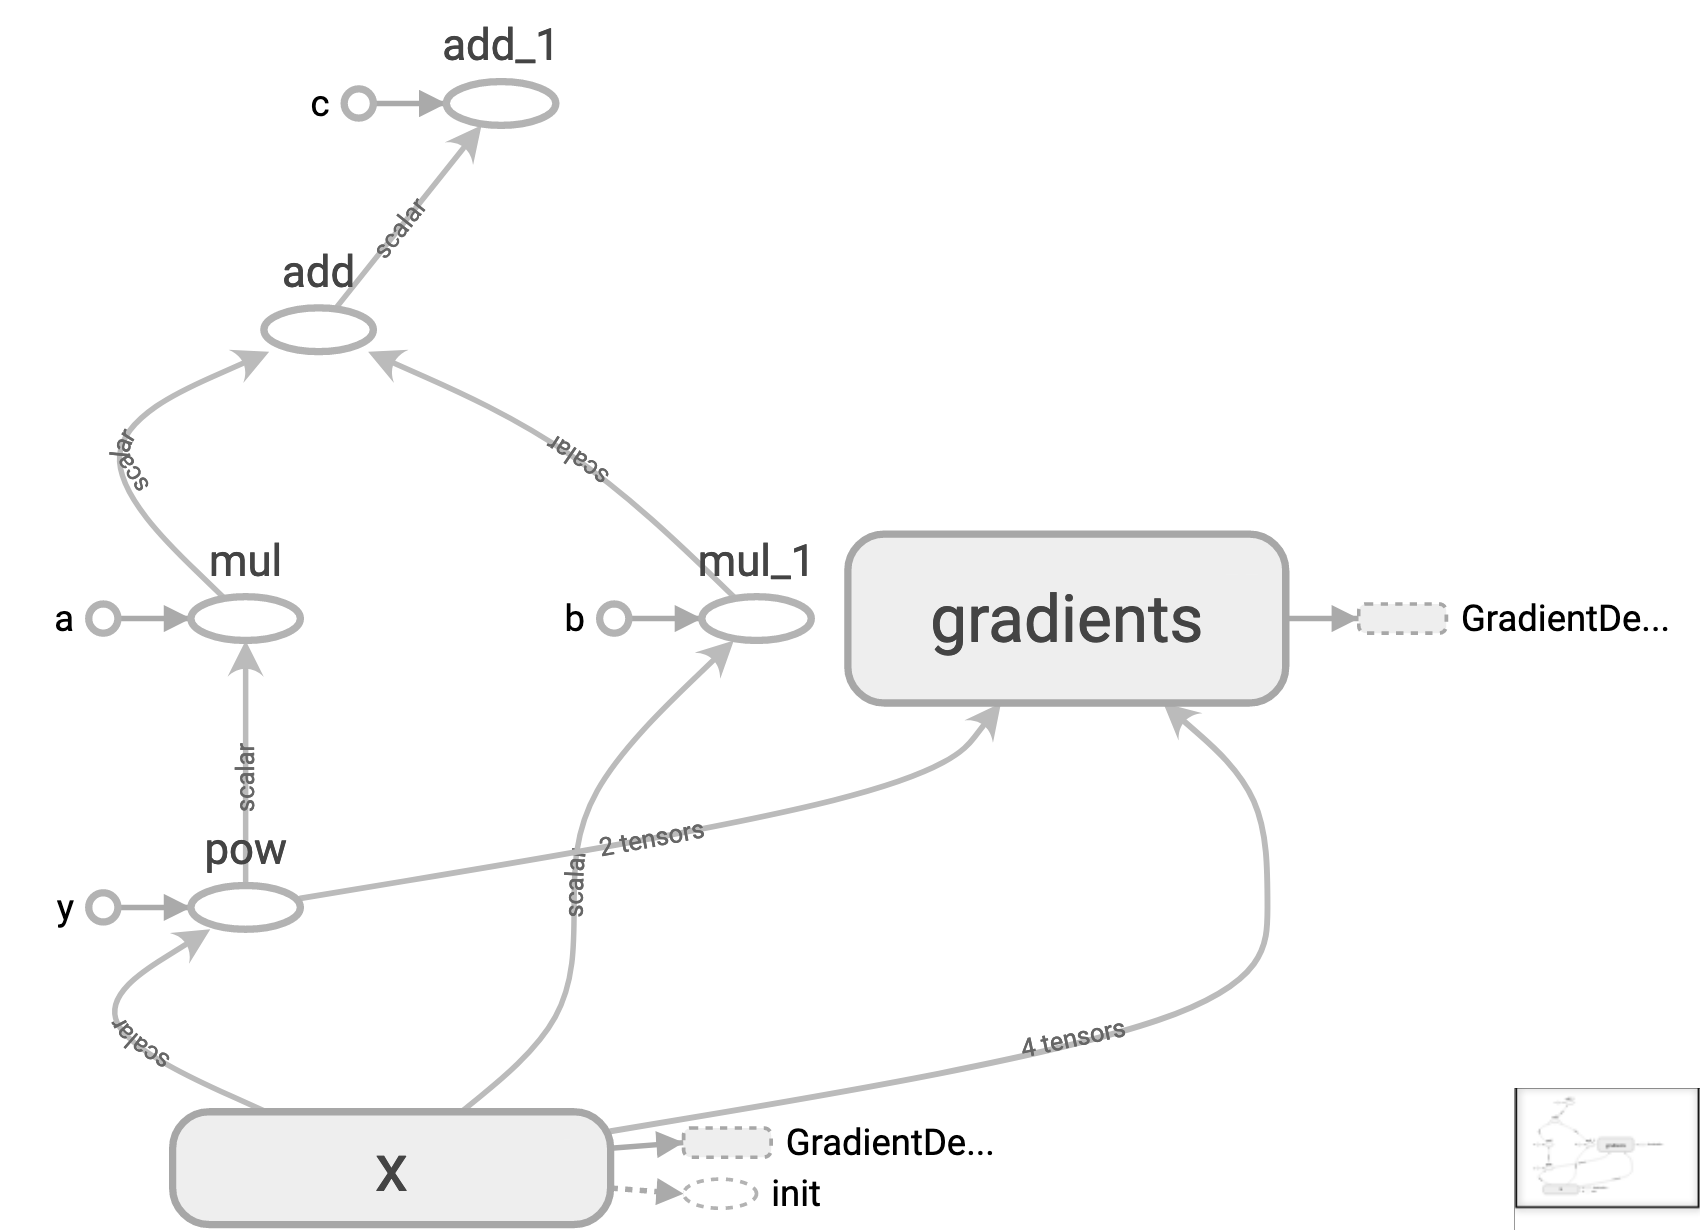 add_1
c
scalar
add
scalar
scalar
mul
mul_1
a
b
gradients
GradientDe...
scalar
pow
2 tensors
scalar
y
scalar
4 tensors
x
GradientDe...
init